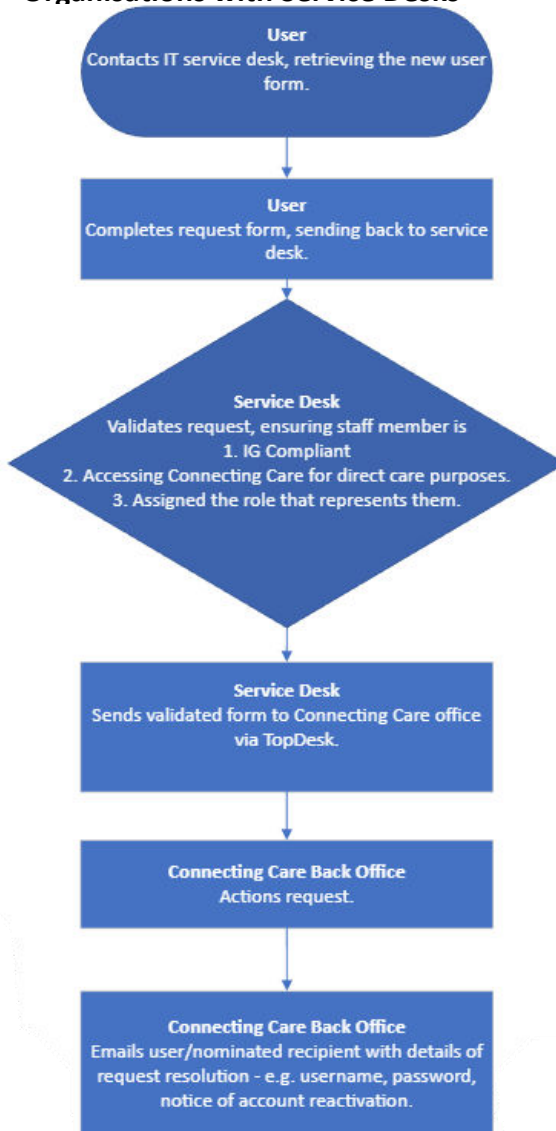 Organisations with Service Desks
User
Contacts IT service desk, retrieving the new user
form.
User
Completes request form, sending back to service
desk.
Service Desk
Validates request, ensuring staff member is
1. IG Compliant
2. Accessing Connecting Care for direct care purposes.
3. Assigned the role that represents them.
Service Desk
Sends validated form to Connecting Care office
via TopDesk.
Connecting Care Back Office
Actions request.
Connecting Care Back Office
Emails user/nominated recipient with details of
request resolution - e.g. username, password,
notice of account reactivation.